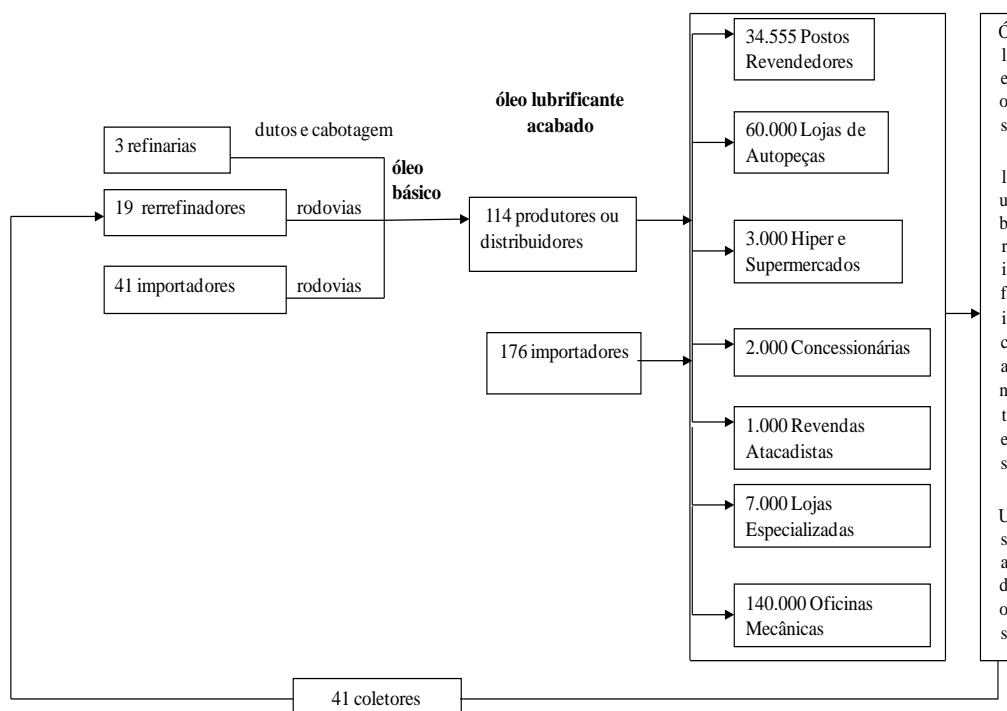 34.555 Postos
Revendedores
óleo lubrificante
acabado
dutos e cabotagem
3 refinarias
60.000 Lojas de
Autopeças
óleo
básico
19 rerrefinadores
rodovias
114 produtores ou
distribuidores
3.000 Hiper e
Supermercados
41 importadores
rodovias
176 importadores
2.000 Concessionárias
1.000 Revendas
Atacadistas
7.000 Lojas
Especializadas
140.000 Oficinas
Mecânicas
Ó
l
e
o
s
l
u
b
r
i
f
i
c
a
n
t
e
s
U
s
a
d
o
s
41 coletores